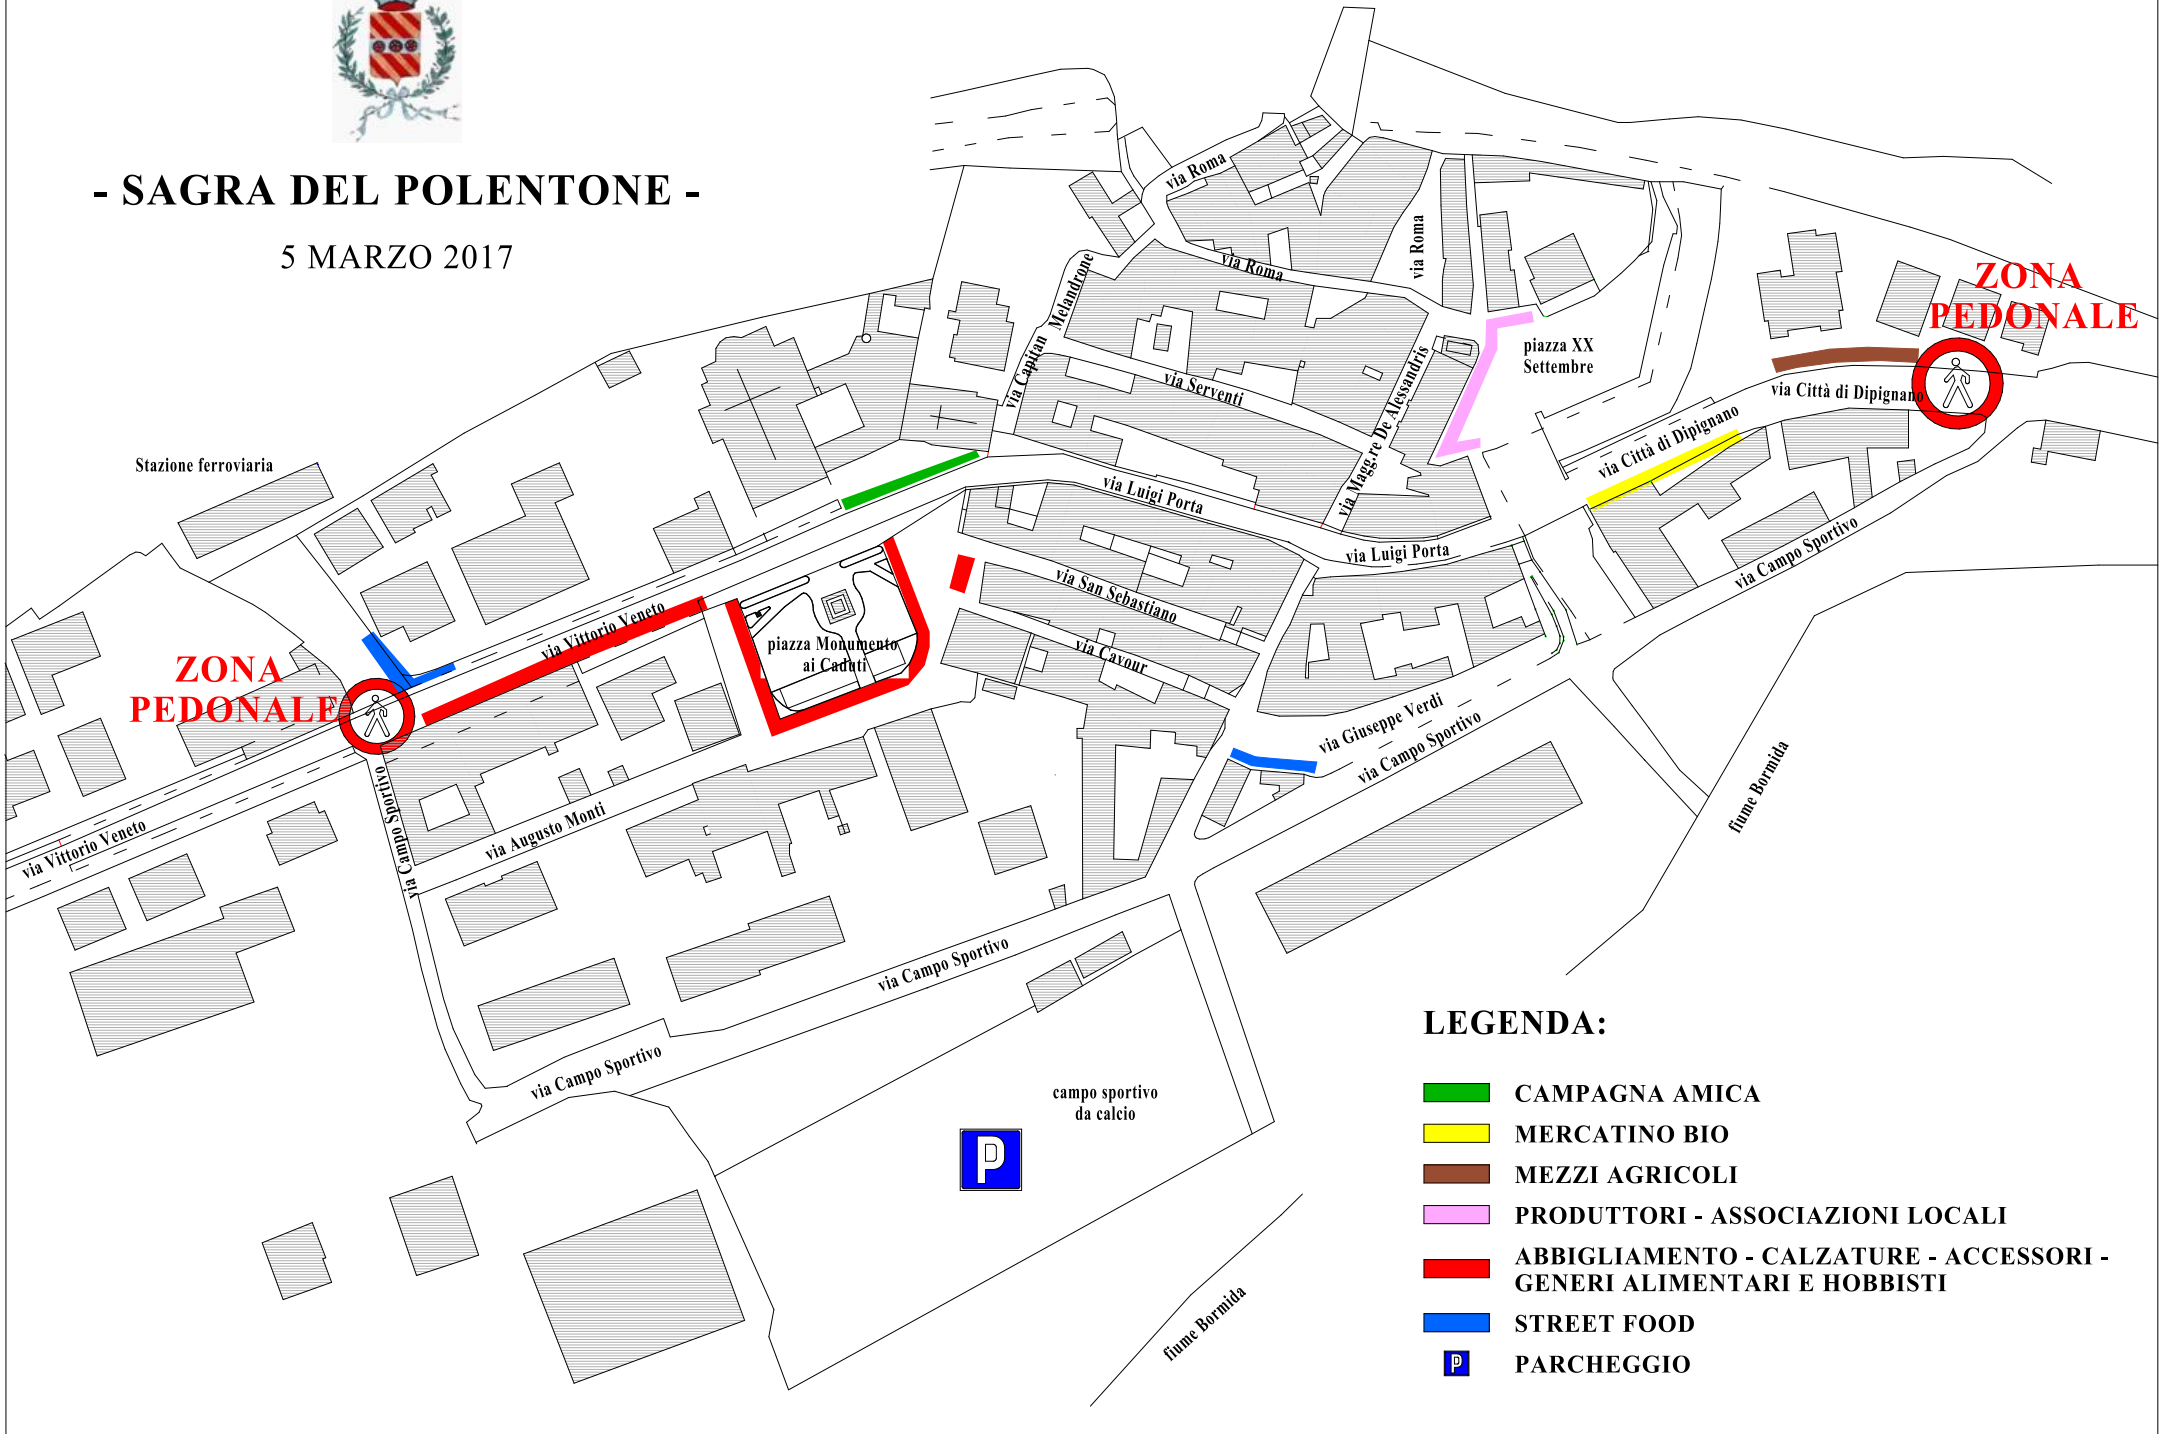 - SAGRA DEL POLENTONE -
5 MARZO 2017
via Roma
via Roma
via Roma
via Capitan Melandrone
ZONA
PEDONALE
piazza XX
Settembre
via Serventi
via Magg.re De Alessandris
via Città di Dipignano
via Città di Dipignano
Stazione ferroviaria
via Luigi Porta
via Luigi Porta
via Campo Sportivo
via San Sebastiano
via Cavour
via Vittorio Veneto
piazza Monumento
ai Caduti
ZONA
PEDONALE
via Giuseppe Verdi
via Campo Sportivo
fiume Bormida
via Campo Sportivo
via Augusto Monti
via Vittorio Veneto
via Campo Sportivo
via Campo Sportivo
campo sportivo
da calcio
P
fiume Bormida
LEGENDA:
CAMPAGNA AMICA
MERCATINO BIO
MEZZI AGRICOLI
PRODUTTORI - ASSOCIAZIONI LOCALI
ABBIGLIAMENTO - CALZATURE - ACCESSORI -
GENERI ALIMENTARI E HOBBISTI
STREET FOOD
P PARCHEGGIO